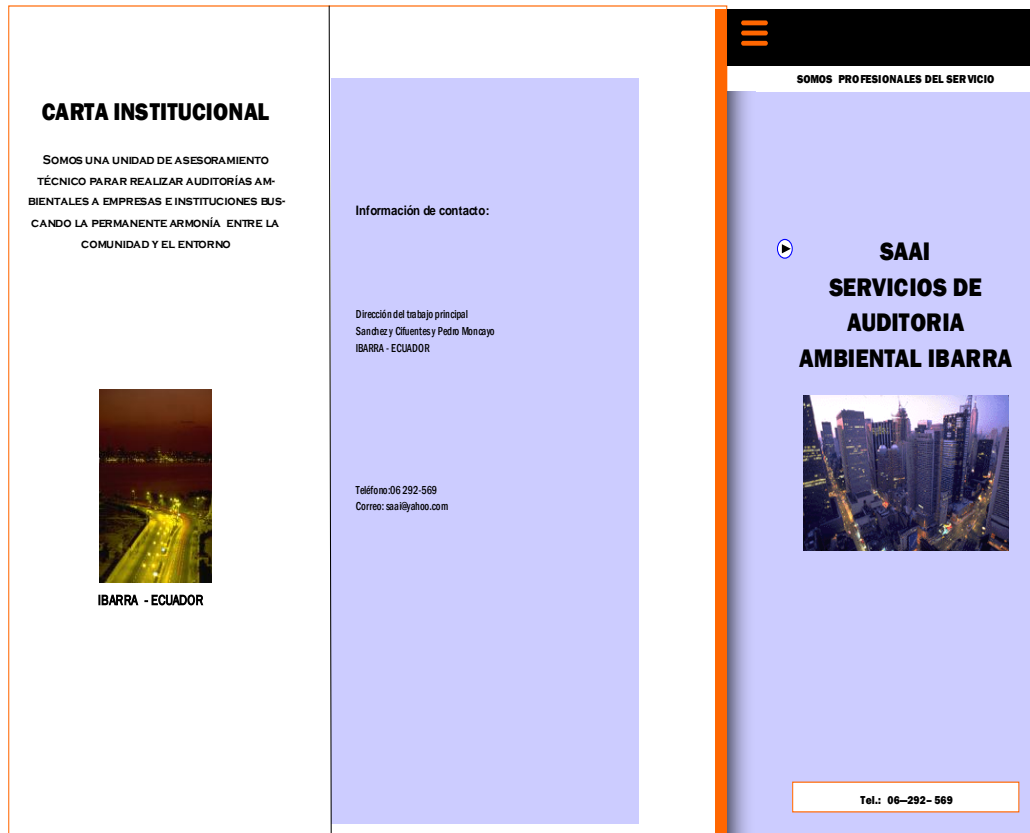 CARTA INSTITUCIONAL
SOMOS UNA UNIDAD DE ASESORAMIENTO
TÉCNICO PARAR REALIZAR AUDITORÍAS AM-
BIENTALES A EMPRESAS E INSTITUCIONES BUS-
CANDO LA PERMANENTE ARMONÍA ENTRE LA
COMUNIDAD Y EL ENTORNO
IBARRA - ECUADOR
Información de contacto:
Dirección del trabajo principal
Sanchez y Cifuentes y Pedro Moncayo
IBARRA - ECUADOR
Teléfono:06 292-569
Correo: saai@yahoo.com
SOMOS PROFESIONALES DEL SERVICIO
SAAI
SERVICIOS DE
AUDITORIA
AMBIENTAL IBARRA
Tel.: 06—292– 569